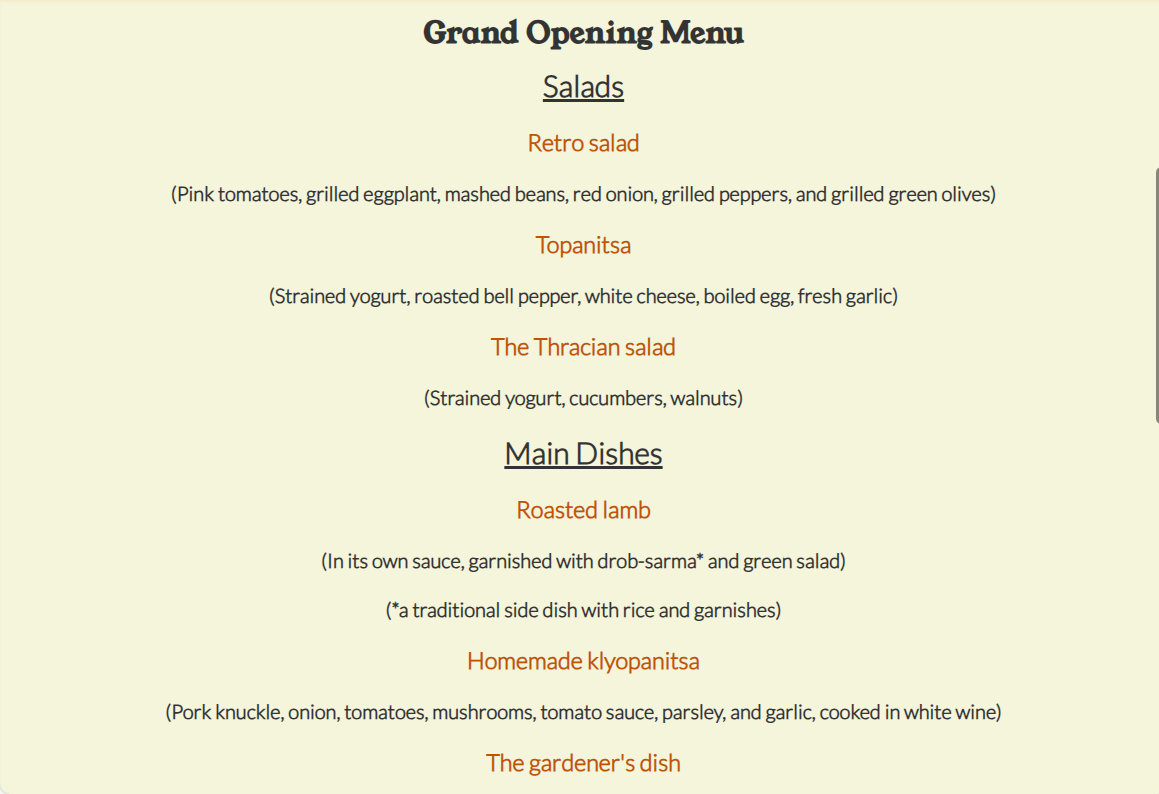 Grand Opening Menu
Salads
Retro salad
(Pink tomatoes, grilled eggplant, mashed beans, red onion, grilled peppers, and grilled green olives)
Topanitsa
(Strained yogurt, roasted bell pepper, white cheese, boiled egg, fresh garlic)
The Thracian salad
(Strained yogurt, cucumbers, walnuts)
Main Dishes
Roasted lamb
(In its own sauce, garnished with drob-sarma* and green salad)
(*a traditional side dish with rice and garnishes)
Homemade klyopanitsa
(Pork knuckle, onion, tomatoes, mushrooms, tomato sauce, parsley, and garlic, cooked in white wine)
The gardener's dish